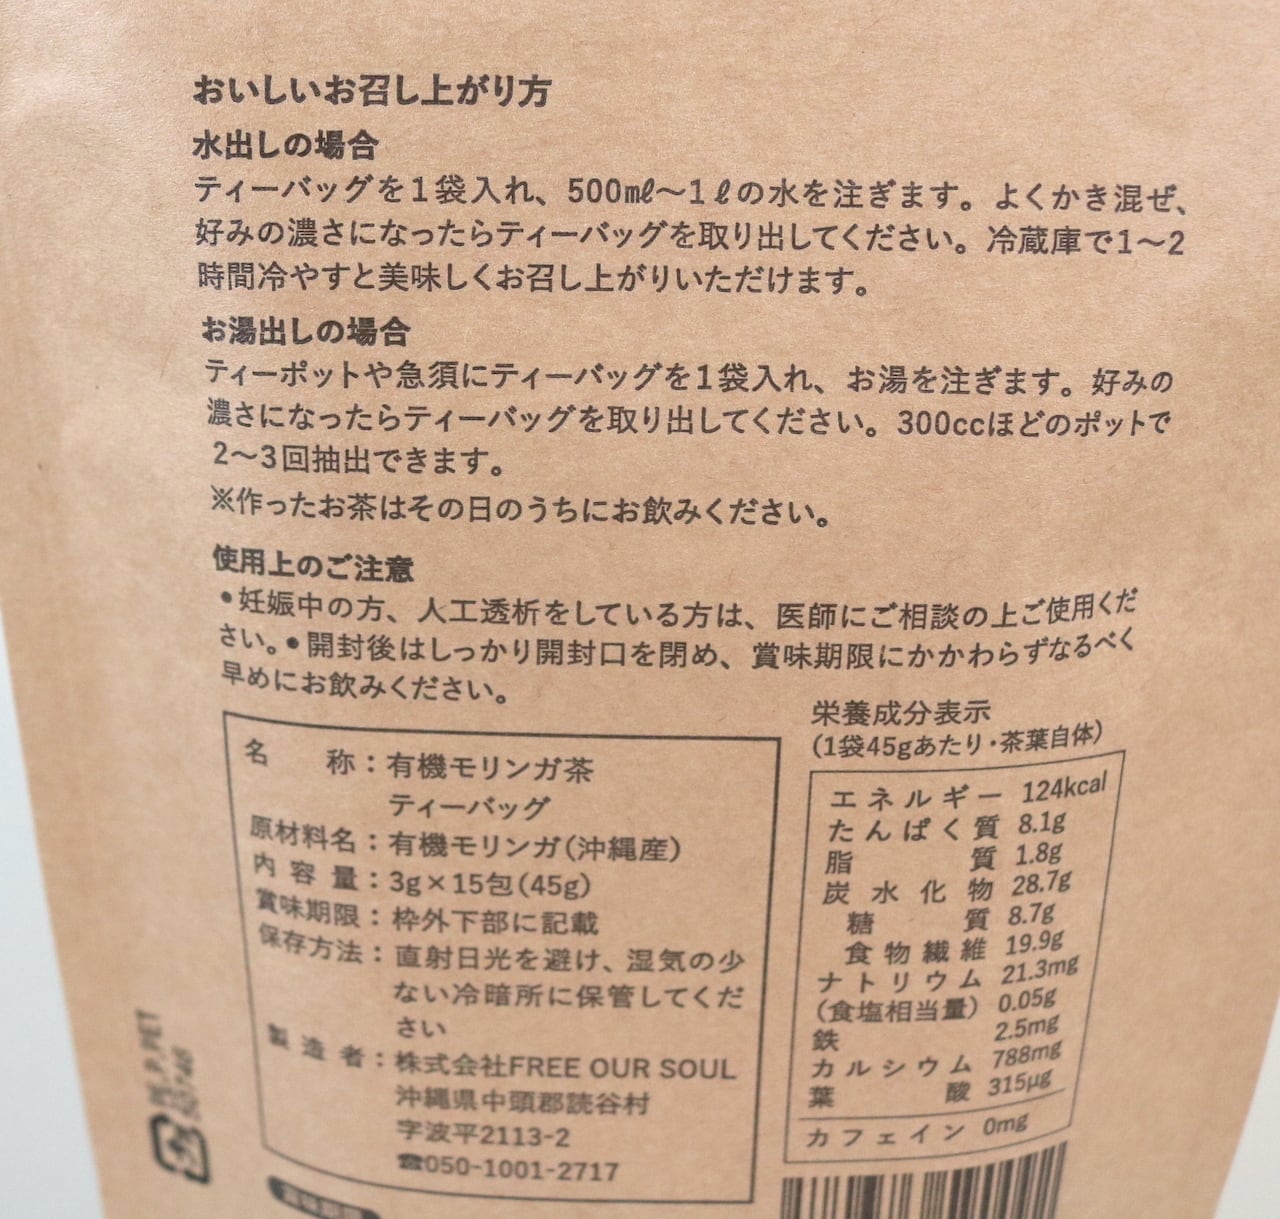 おいしいお召し上がり方
水出しの場合
ティーバッグを1袋入れ、500㎖〜1ℓの水を注ぎます。よくかき混ぜ、
好みの濃さになったらティーバッグを取り出してください。冷蔵庫で1〜2
時間冷やすと美味しくお召し上がりいただけます。
お湯出しの場合
ティーポットや急須にティーバッグを1袋入れ、お湯を注ぎます。好みの
濃さになったらティーバッグを取り出してください。300ccほどのポットで
2〜3回抽出できます。
※作ったお茶はその日のうちにお飲みください。
使用上のご注意
●妊娠中の方、人工透析をしている方は、医師にご相談の上ご使用くだ
さい。●開封後はしっかり開封口を閉め、賞味期限にかかわらずなるべく
早めにお飲みください。
名称：有機モリンガ茶
ティーバッグ
原材料名：有機モリンガ(沖縄産)
内容量：3g×15包(45g)
賞味期限：枠外下部に記載
保存方法：直射日光を避け、湿気の少
ない冷暗所に保管してくだ
さい
製造者：株式会社FREE OUR SOUL
沖縄県中頭郡読谷村
字波平2113-2
☎050-1001-2717
栄養成分表示
(1袋45gあたり・茶葉自体)
エネルギー 124kcal
たんぱく質 8.1g
脂質 1.8g
炭水化物 28.7g
糖質 8.7g
食物繊維 19.9g
ナトリウム 21.3mg
(食塩相当量) 0.05g
鉄 2.5mg
カルシウム 788mg
葉酸 315μg
カフェイン 0mg